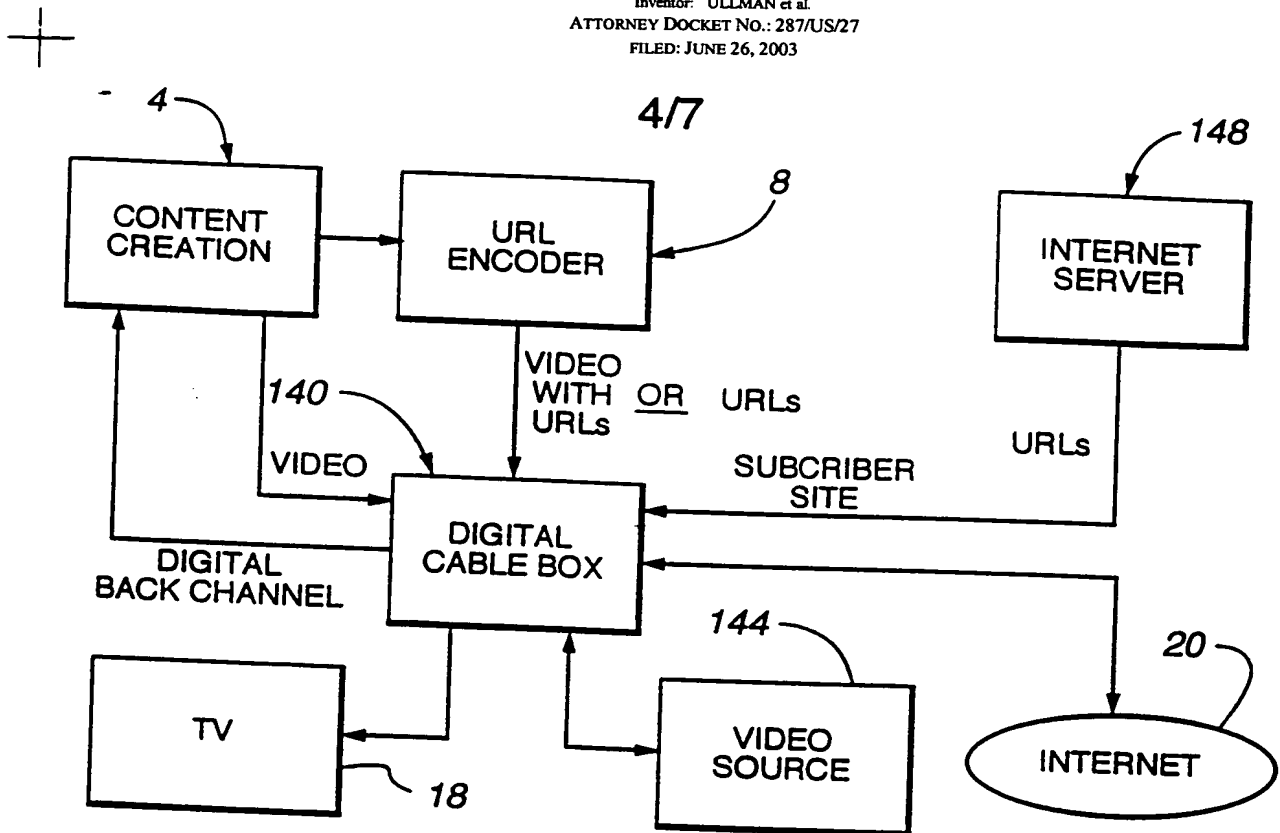 Inventor: ULLMAN et al.
ATTORNEY DOCKET NO.: 287/US/27
FILED: JUNE 26, 2003
4/7
4
148
8
CONTENT
CREATION
URL
ENCODER
INTERNET
SERVER
VIDEO
WITH OR URLs
URLs
140
URLs
VIDEO
SUBCRIBER
SITE
DIGITAL
CABLE BOX
DIGITAL
BACK CHANNEL
144
20
TV
VIDEO
SOURCE
INTERNET
18